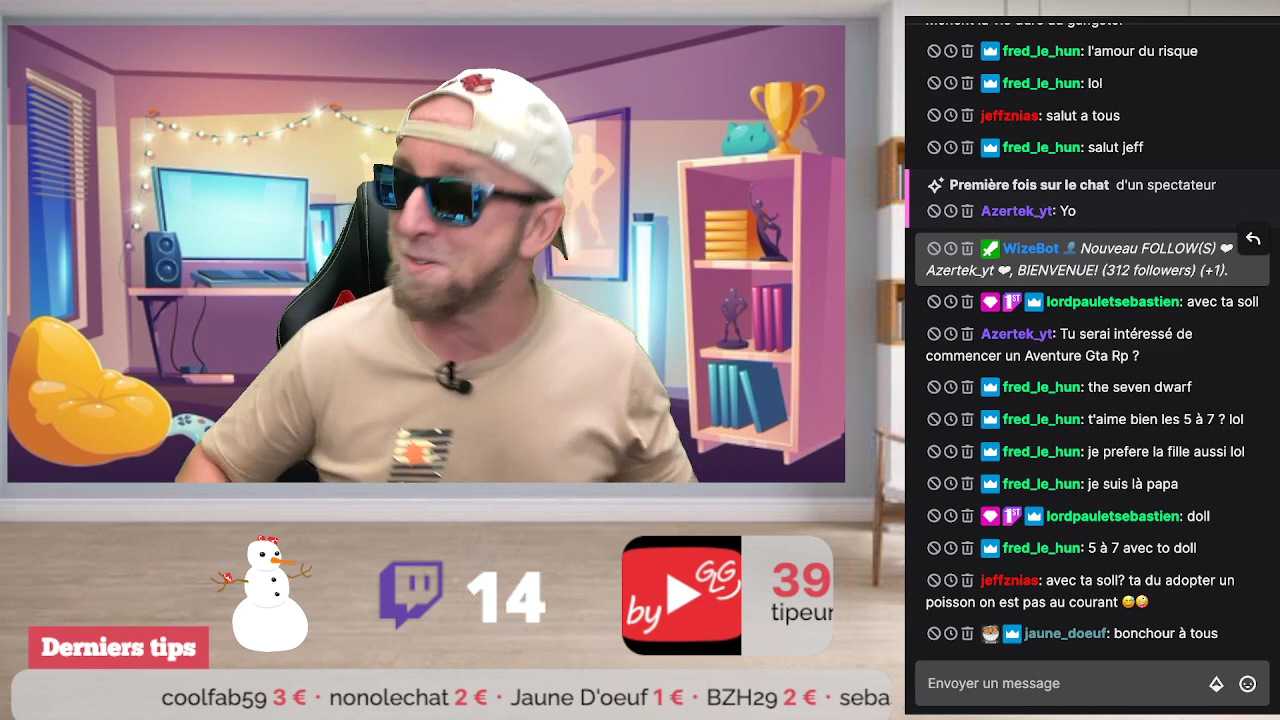 fred_le_hun: l'amour du risque
fred_le_hun: lol
jeffznias: salut a tous
fred_le_hun: salut jeff
Première fois sur le chat d'un spectateur
Azertek_yt: Yo
WizeBot 👤 Nouveau FOLLOW(S) ❤
Azertek_yt ❤, BIENVENUE! (312 followers) (+1).
1ST lordpauletsebastien: avec ta soll
Azertek_yt: Tu serai intéressé de
commencer un Aventure Gta Rp ?
fred_le_hun: the seven dwarf
fred_le_hun: t'aime bien les 5 à 7 ? lol
fred_le_hun: je prefere la fille aussi lol
fred_le_hun: je suis là papa
1ST lordpauletsebastien: doll
fred_le_hun: 5 à 7 avec to doll
jeffznias: avec ta soll? ta du adopter un
poisson on est pas au courant 😅🤪
jaune_doeuf: bonchour à tous
Envoyer un message
14
by GG
39
tipeur
Derniers tips
coolfab59 3 € · nonolechat 2 € · Jaune D'oeuf 1 € · BZH29 2 € · seba